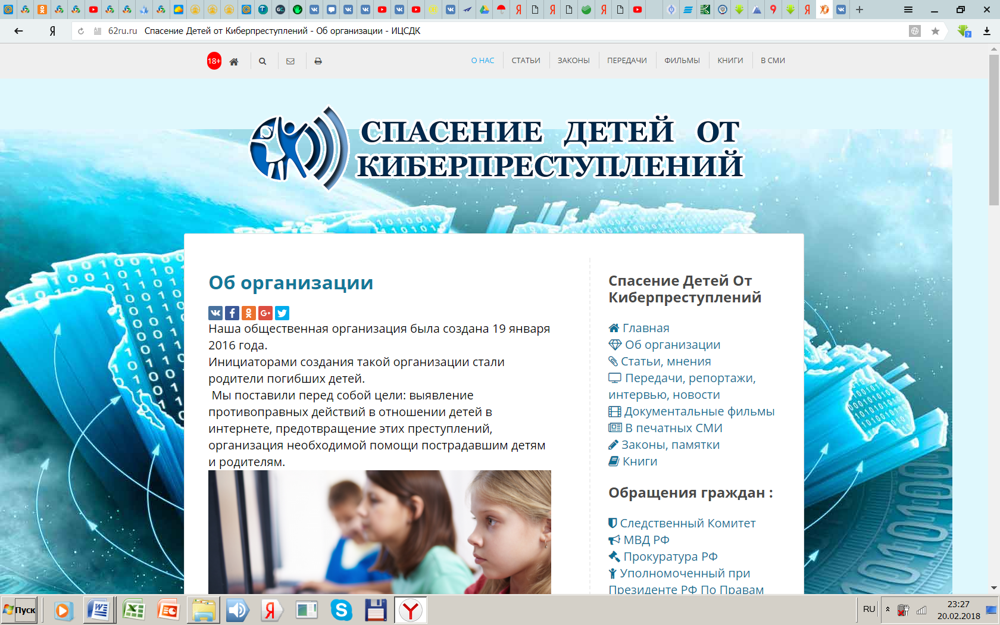 62ru.ru Спасение Детей от Киберпреступлений - Об организации - ИЦСДК
18+
О НАС СТАТЬИ ЗАКОНЫ ПЕРЕДАЧИ ФИЛЬМЫ КНИГИ В СМИ
СПАСЕНИЕ ДЕТЕЙ ОТ
КИБЕРПРЕСТУПЛЕНИЙ
Об организации
Наша общественная организация была создана 19 января
2016 года.
Инициаторами создания такой организации стали
родители погибших детей.
Мы поставили перед собой цели: выявление
противоправных действий в отношении детей в
интернете, предотвращение этих преступлений,
организация необходимой помощи пострадавшим детям
и родителям.
Спасение Детей От
Киберпреступлений
Главная
Об организации
Статьи, мнения
Передачи, репортажи,
интервью, новости
Документальные фильмы
В печатных СМИ
Законы, памятки
Книги
Обращения граждан :
Следственный Комитет
МВД РФ
Прокуратура РФ
Уполномоченный при
Президенте РФ По Правам
Пуск
RU
23:27
20.02.2018